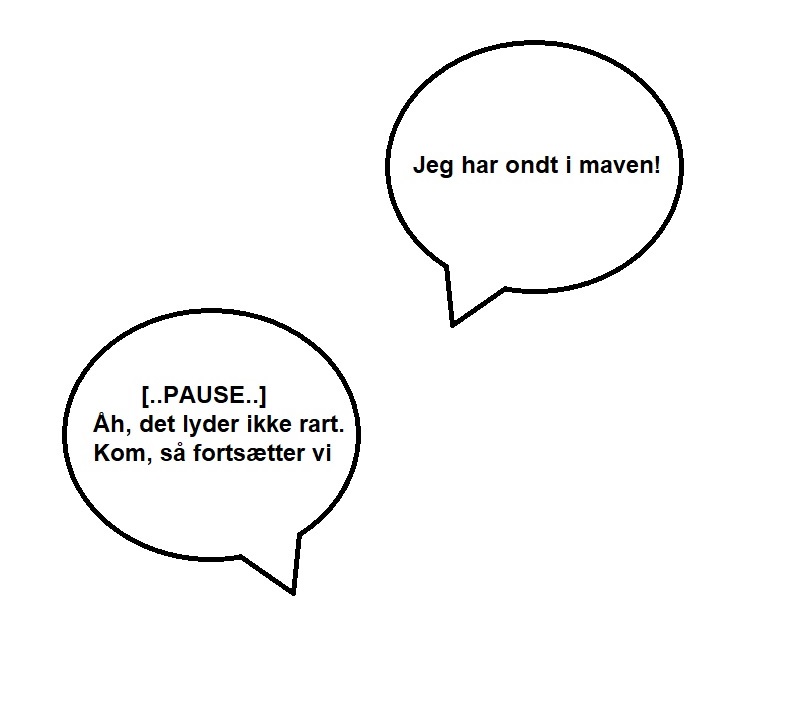 Jeg har ondt i maven!
[..PAUSE..]
Åh, det lyder ikke rart.
Kom, så fortsætter vi